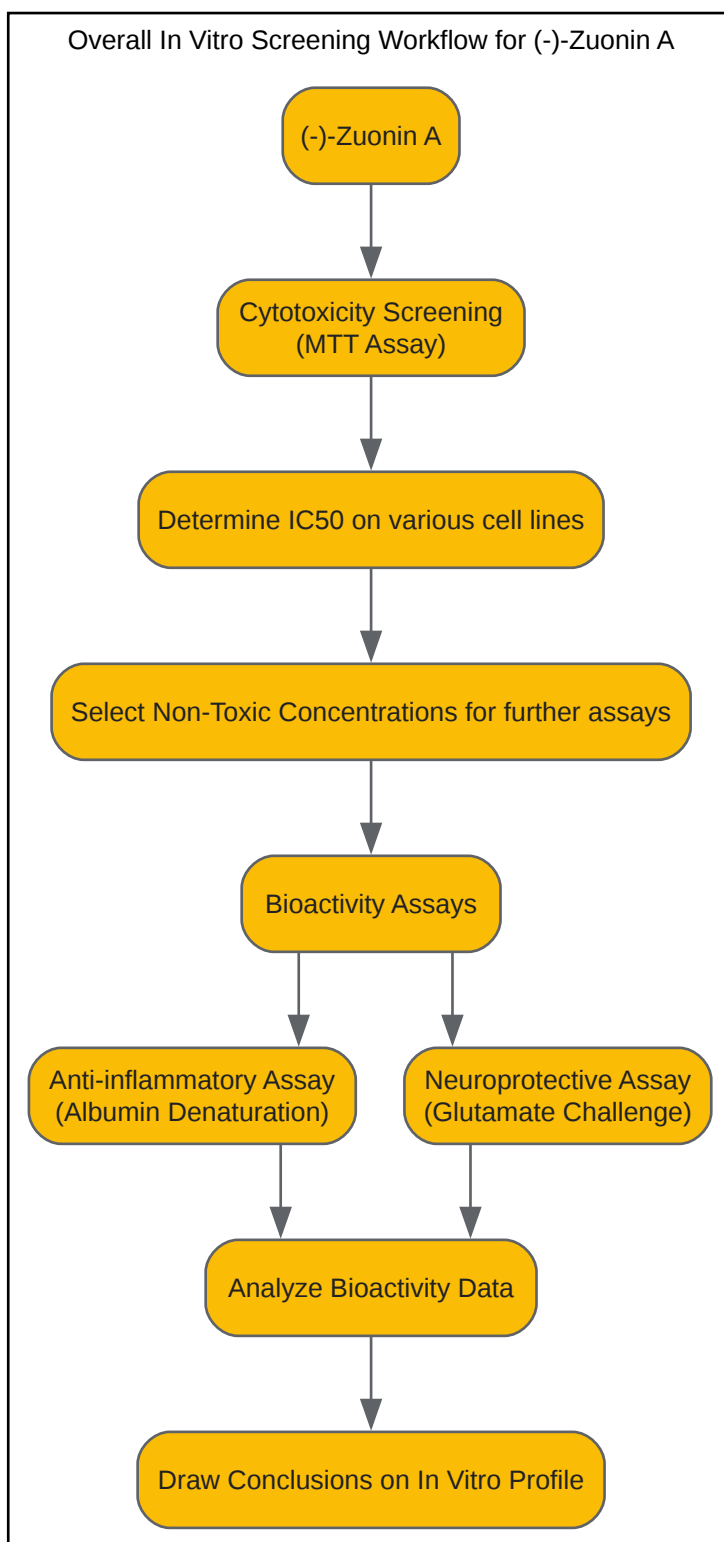 Overall In Vitro Screening Workflow for (-)-Zuonin A
(-)-Zuonin A
Cytotoxicity Screening
(MTT Assay)
Determine IC50 on various cell lines
Select Non-Toxic Concentrations for further assays
Bioactivity Assays
Anti-inflammatory Assay
(Albumin Denaturation)
Neuroprotective Assay
(Glutamate Challenge)
Analyze Bioactivity Data
Draw Conclusions on In Vitro Profile